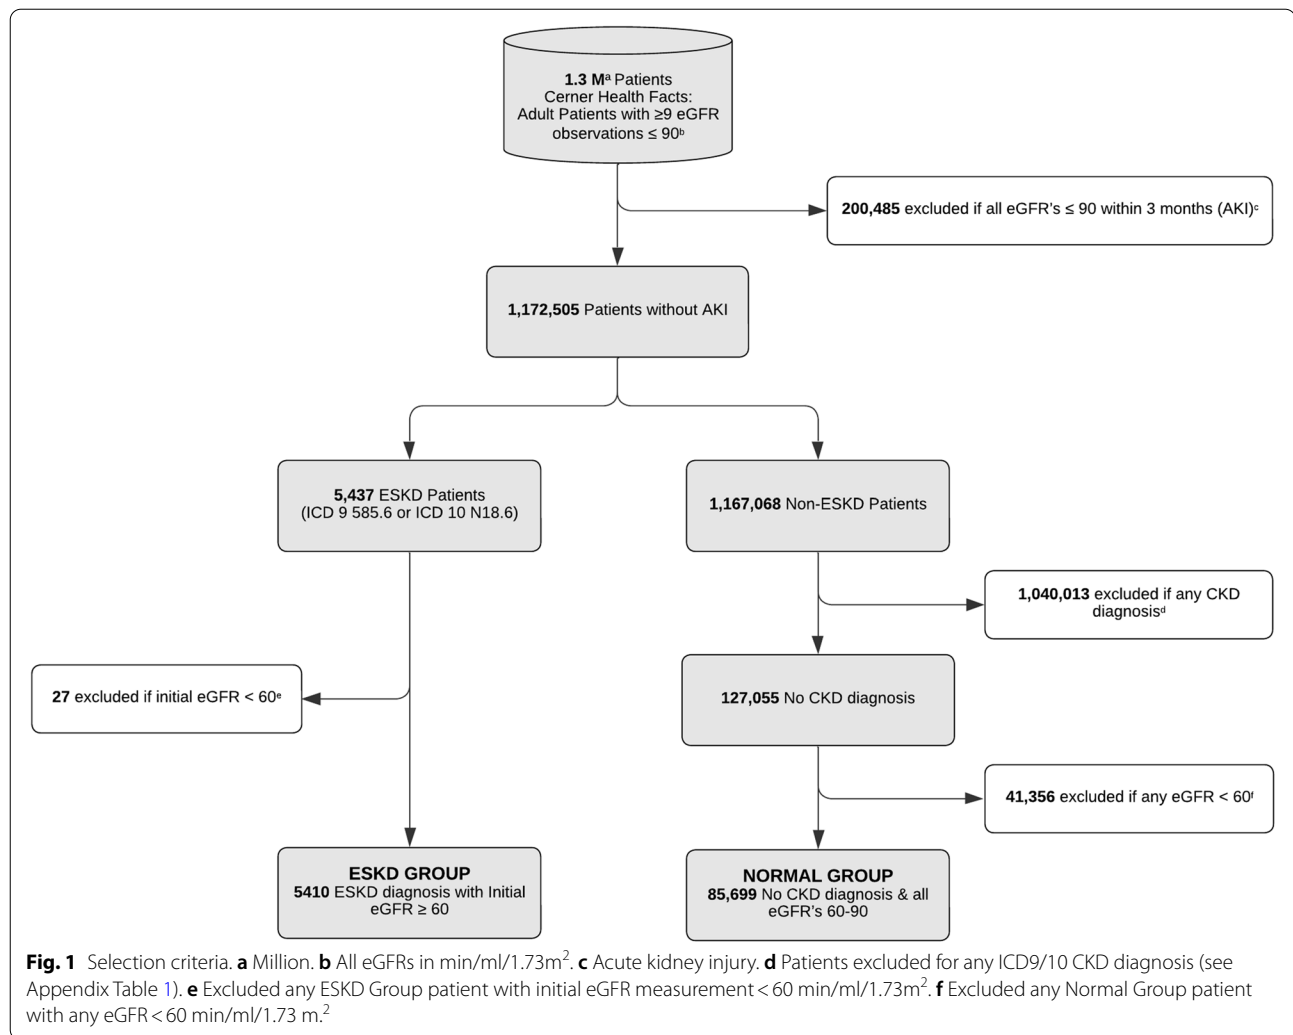 1.3 Mᵃ Patients
Cerner Health Facts:
Adult Patients with ≥9 eGFR
observations ≤ 90ᵇ
200,485 excluded if all eGFR's ≤ 90 within 3 months (AKI)ᶜ
1,172,505 Patients without AKI
5,437 ESKD Patients
(ICD 9 585.6 or ICD 10 N18.6)
1,167,068 Non-ESKD Patients
1,040,013 excluded if any CKD
diagnosisᵈ
27 excluded if initial eGFR < 60ᵉ
127,055 No CKD diagnosis
41,356 excluded if any eGFR < 60ᶠ
ESKD GROUP
5410 ESKD diagnosis with Initial
eGFR ≥ 60
NORMAL GROUP
85,699 No CKD diagnosis & all
eGFR's 60-90
Fig. 1 Selection criteria. a Million. b All eGFRs in min/ml/1.73m². c Acute kidney injury. d Patients excluded for any ICD9/10 CKD diagnosis (see
Appendix Table 1). e Excluded any ESKD Group patient with initial eGFR measurement < 60 min/ml/1.73m². f Excluded any Normal Group patient
with any eGFR < 60 min/ml/1.73 m.²